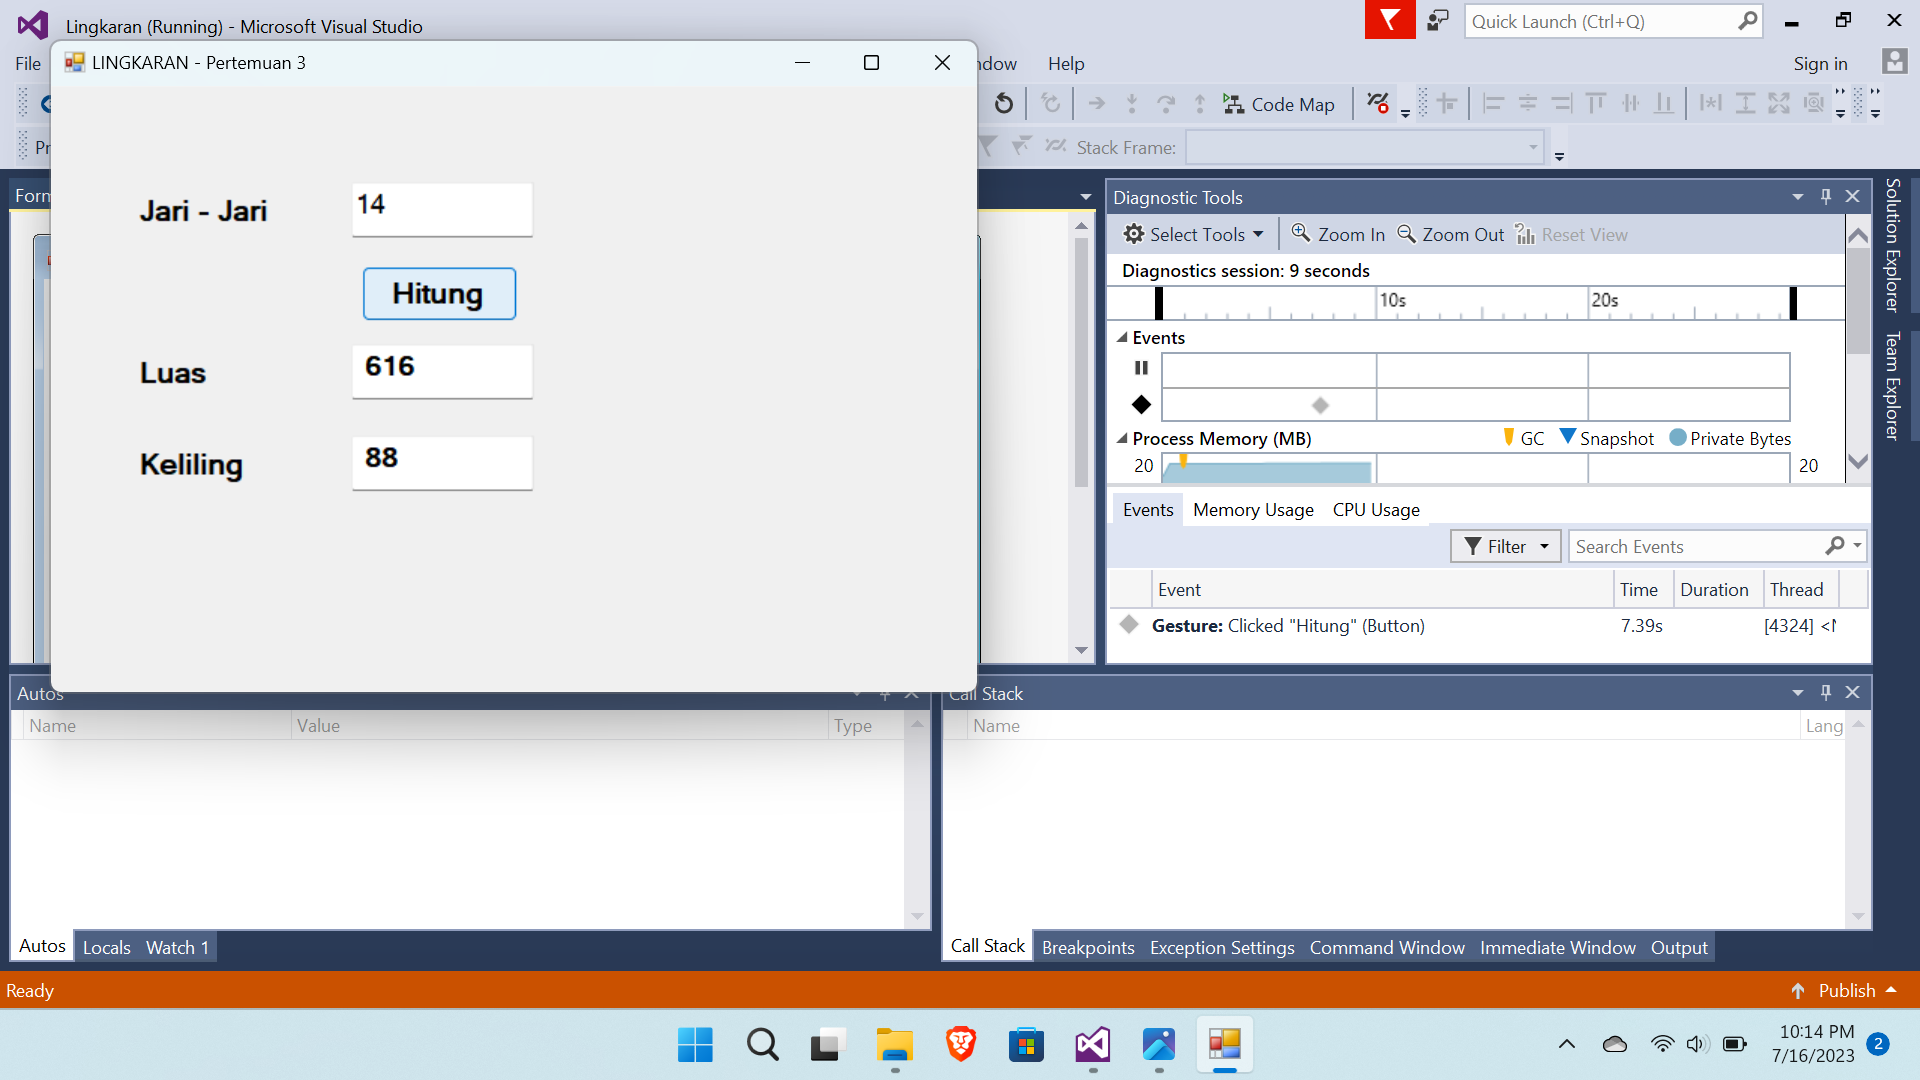 Lingkaran (Running) - Microsoft Visual Studio
Quick Launch (Ctrl+Q)
LINGKARAN - Pertemuan 3
File
Help
Sign in
Code Map
Stack Frame:
Jari - Jari
14
Hitung
Luas
616
Keliling
88
Diagnostic Tools
Select Tools
Zoom In
Zoom Out
Reset View
Diagnostics session: 9 seconds
10s
20s
Events
Process Memory (MB)
GC
Snapshot
Private Bytes
20
20
Events
Memory Usage
CPU Usage
Filter
Search Events
Event
Time
Duration
Thread
Gesture: Clicked "Hitung" (Button)
7.39s
[4324]
Solution Explorer
Team Explorer
Autos
Name
Value
Type
Call Stack
Name
Lang
Autos
Locals
Watch 1
Call Stack
Breakpoints
Exception Settings
Command Window
Immediate Window
Output
Ready
Publish
10:14 PM
7/16/2023
2